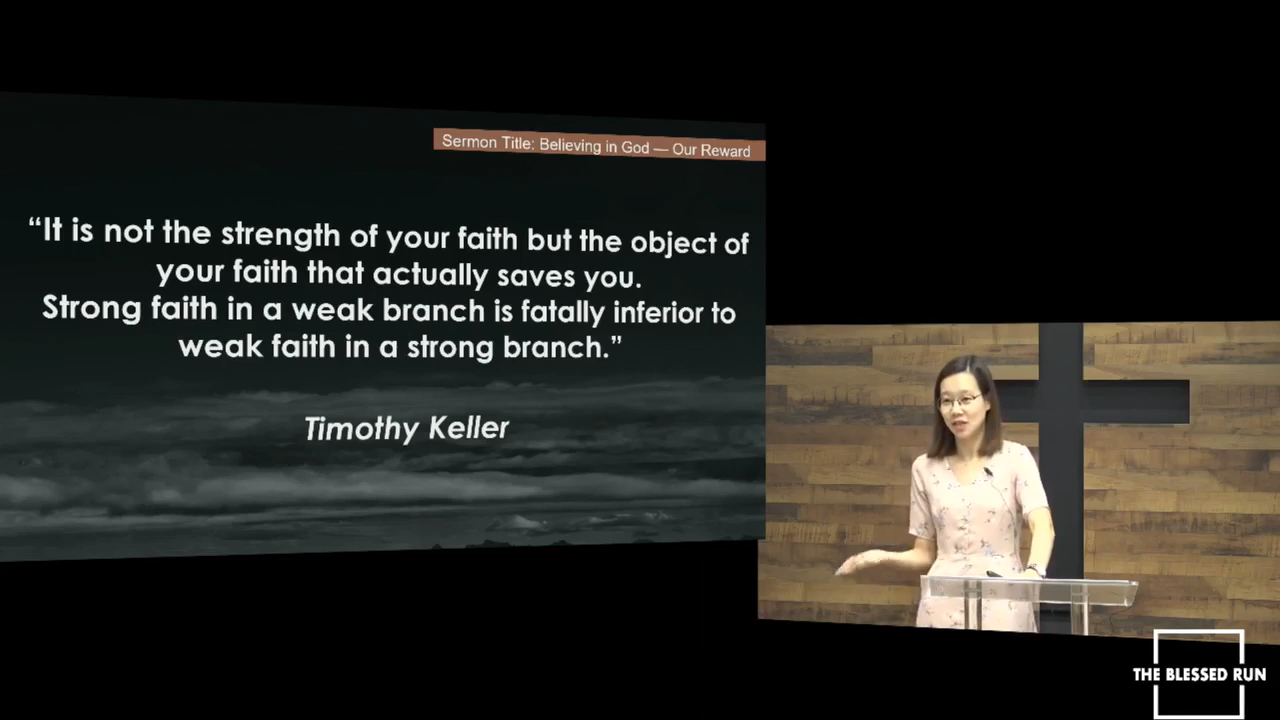 Sermon Title: Believing in God — Our Reward
“It is not the strength of your faith but the object of
your faith that actually saves you.
Strong faith in a weak branch is fatally inferior to
weak faith in a strong branch.”
Timothy Keller
THE BLESSED RUN